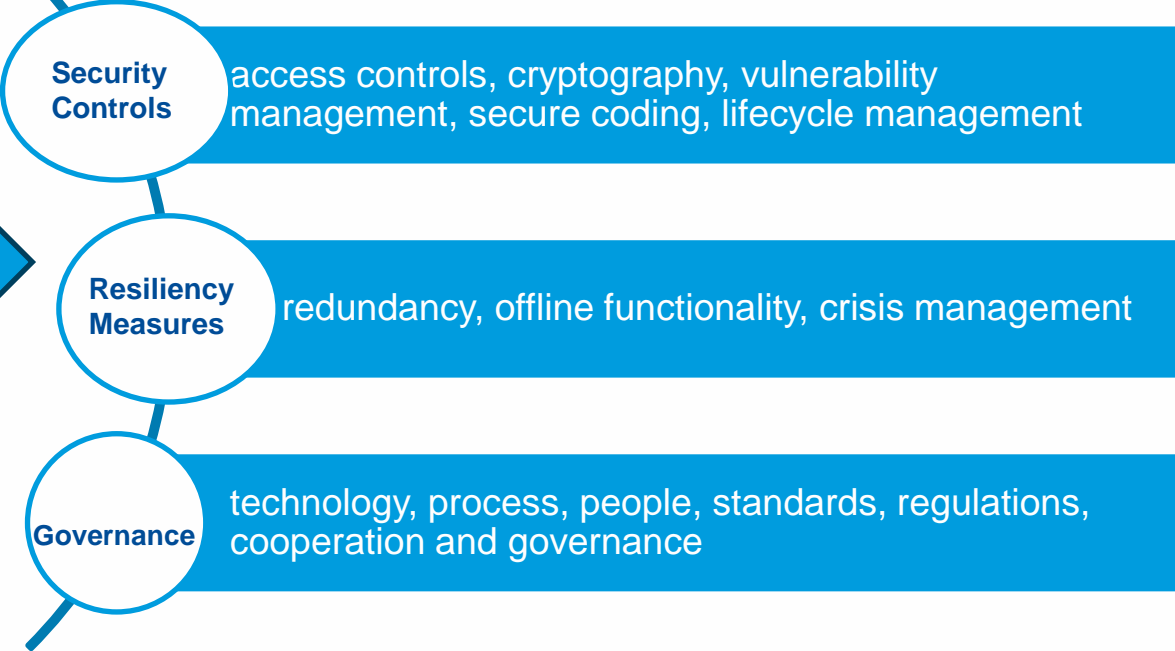 Security
Controls
access controls, cryptography, vulnerability
management, secure coding, lifecycle management
Resiliency
Measures
redundancy, offline functionality, crisis management
Governance
technology, process, people, standards, regulations,
cooperation and governance